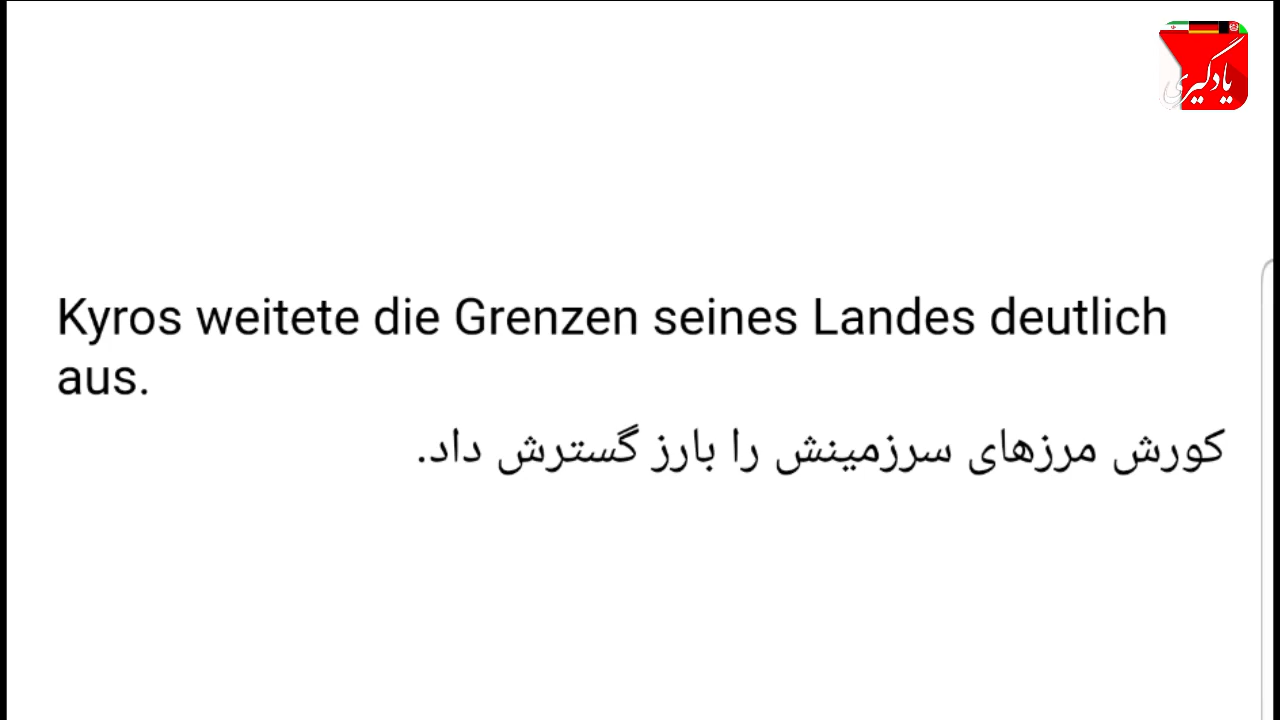 یادگیری
Kyros weitete die Grenzen seines Landes deutlich
aus.
کورش مرزهای سرزمینش را بارز گسترش داد.